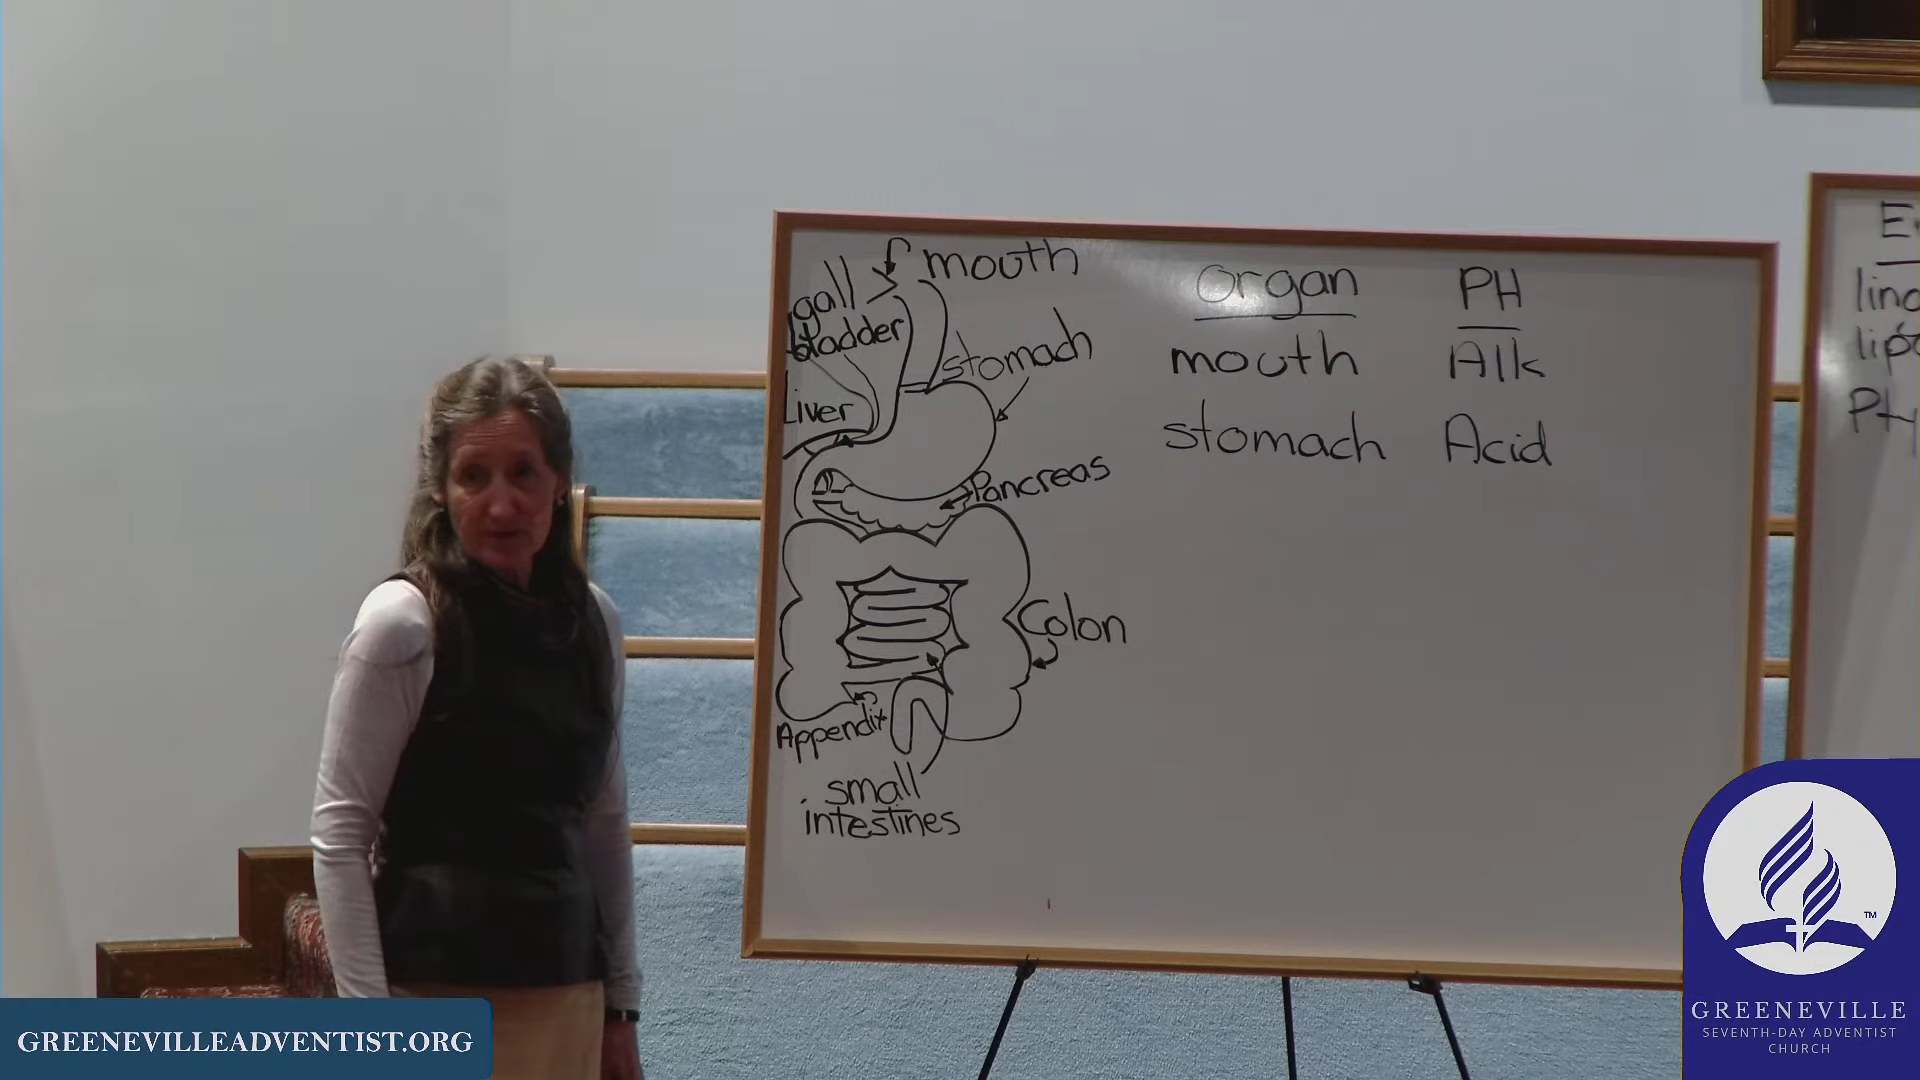 mouth
gall
bladder
stomach
Liver
Pancreas
Colon
Appendix
small
intestines
Organ PH
mouth Alk
stomach Acid
GREENEVILLEADVENTIST.ORG
GREENEVILLE
SEVENTH-DAY ADVENTIST
CHURCH
TM